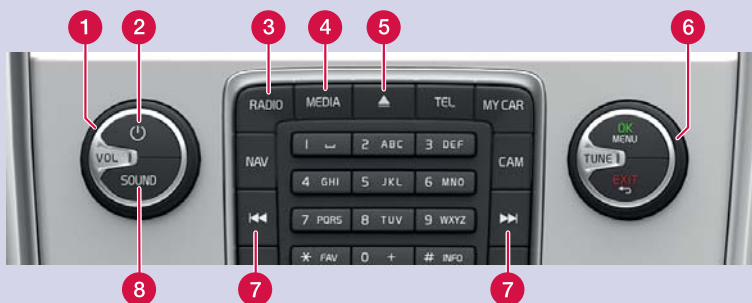 1 2 3 4 5 6
RADIO MEDIA TEL MY CAR
VOL SOUND
NAV CAM
1 2 ABC 3 DEF
4 GHI 5 JKL 6 MNO
7 PQRS 8 TUV 9 WXYZ
* FAV 0 + # INFO
OK
MENU
TUNE
EXIT
7 7
8